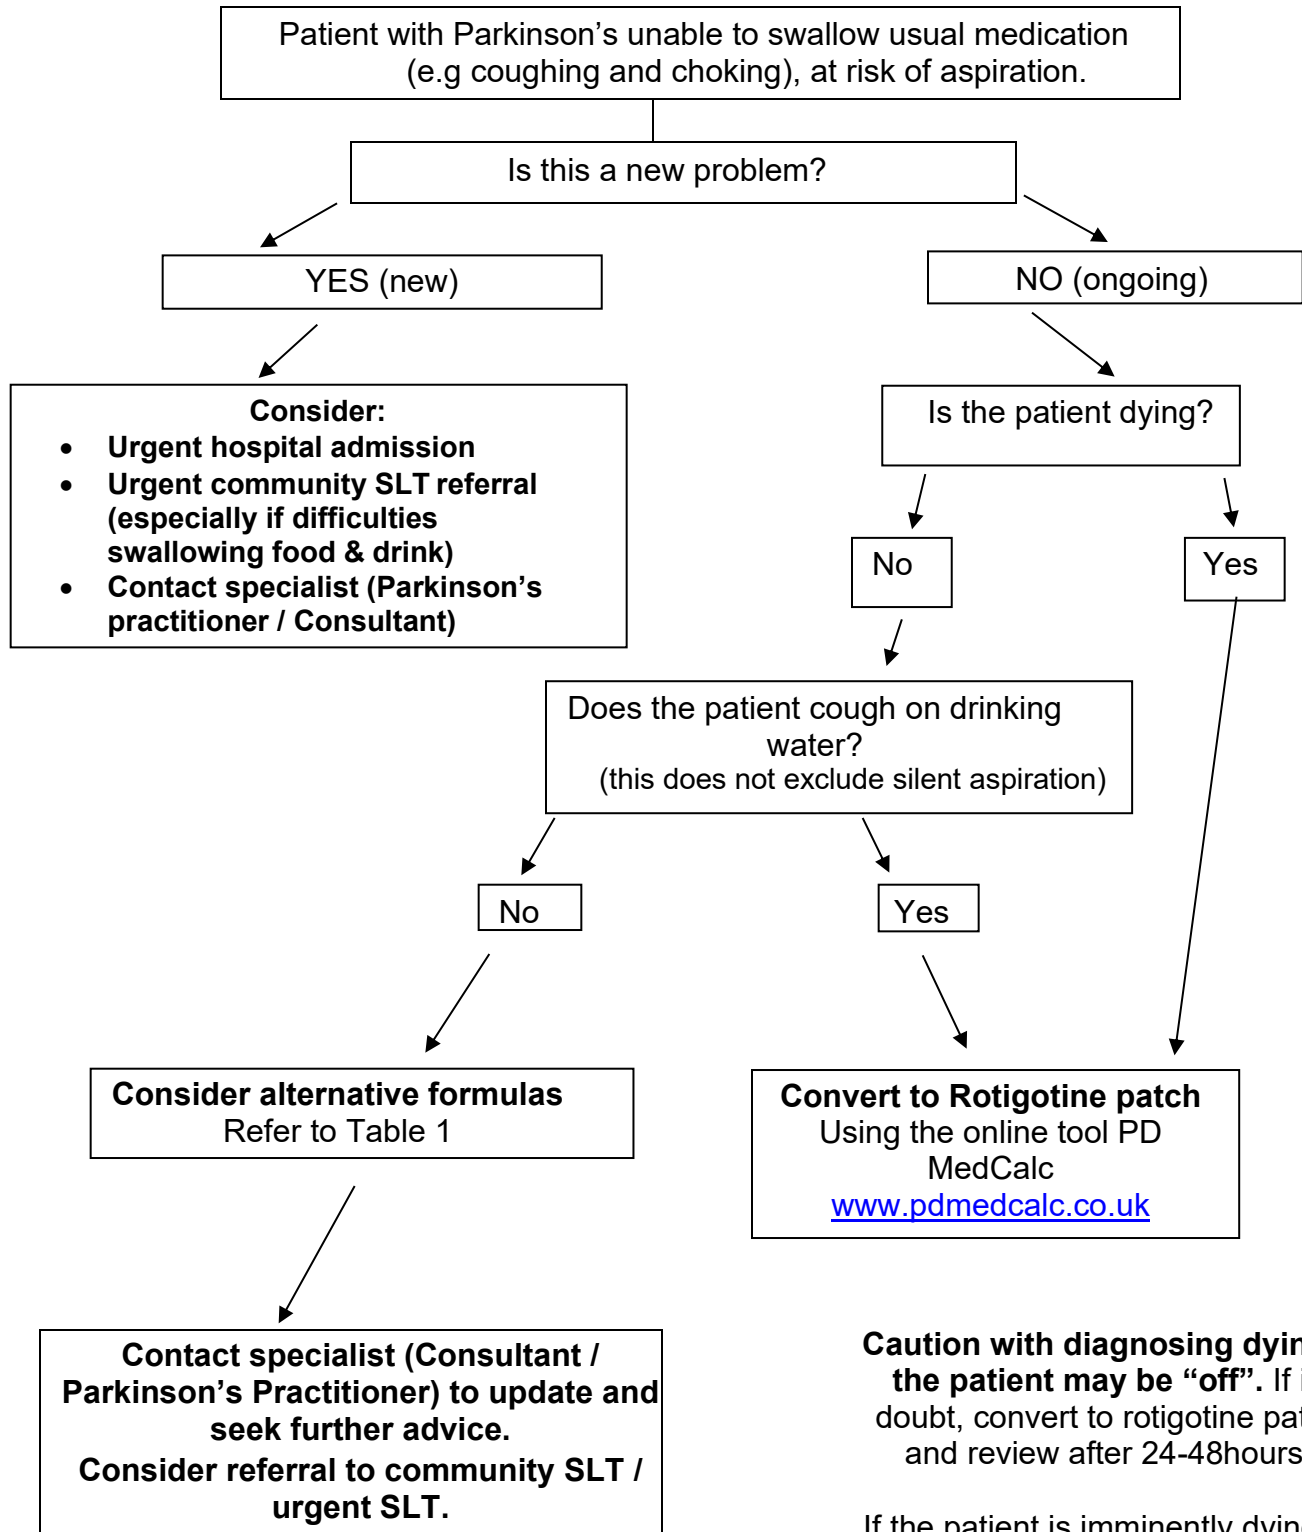 Patient with Parkinson’s unable to swallow usual medication
(e.g coughing and choking), at risk of aspiration.
Is this a new problem?
YES (new)
NO (ongoing)
Consider:
• Urgent hospital admission
• Urgent community SLT referral
(especially if difficulties
swallowing food & drink)
• Contact specialist (Parkinson’s
practitioner / Consultant)
Is the patient dying?
No
Yes
Does the patient cough on drinking
water?
(this does not exclude silent aspiration)
No
Yes
Consider alternative formulas
Refer to Table 1
Convert to Rotigotine patch
Using the online tool PD
MedCalc
www.pdmedcalc.co.uk
Contact specialist (Consultant /
Parkinson’s Practitioner) to update and
seek further advice.
Consider referral to community SLT /
urgent SLT.
Caution with diagnosing
the patient may be “off”. If
doubt, convert to rotigotine
and review after 24-48hours
If the patient is imminently dying